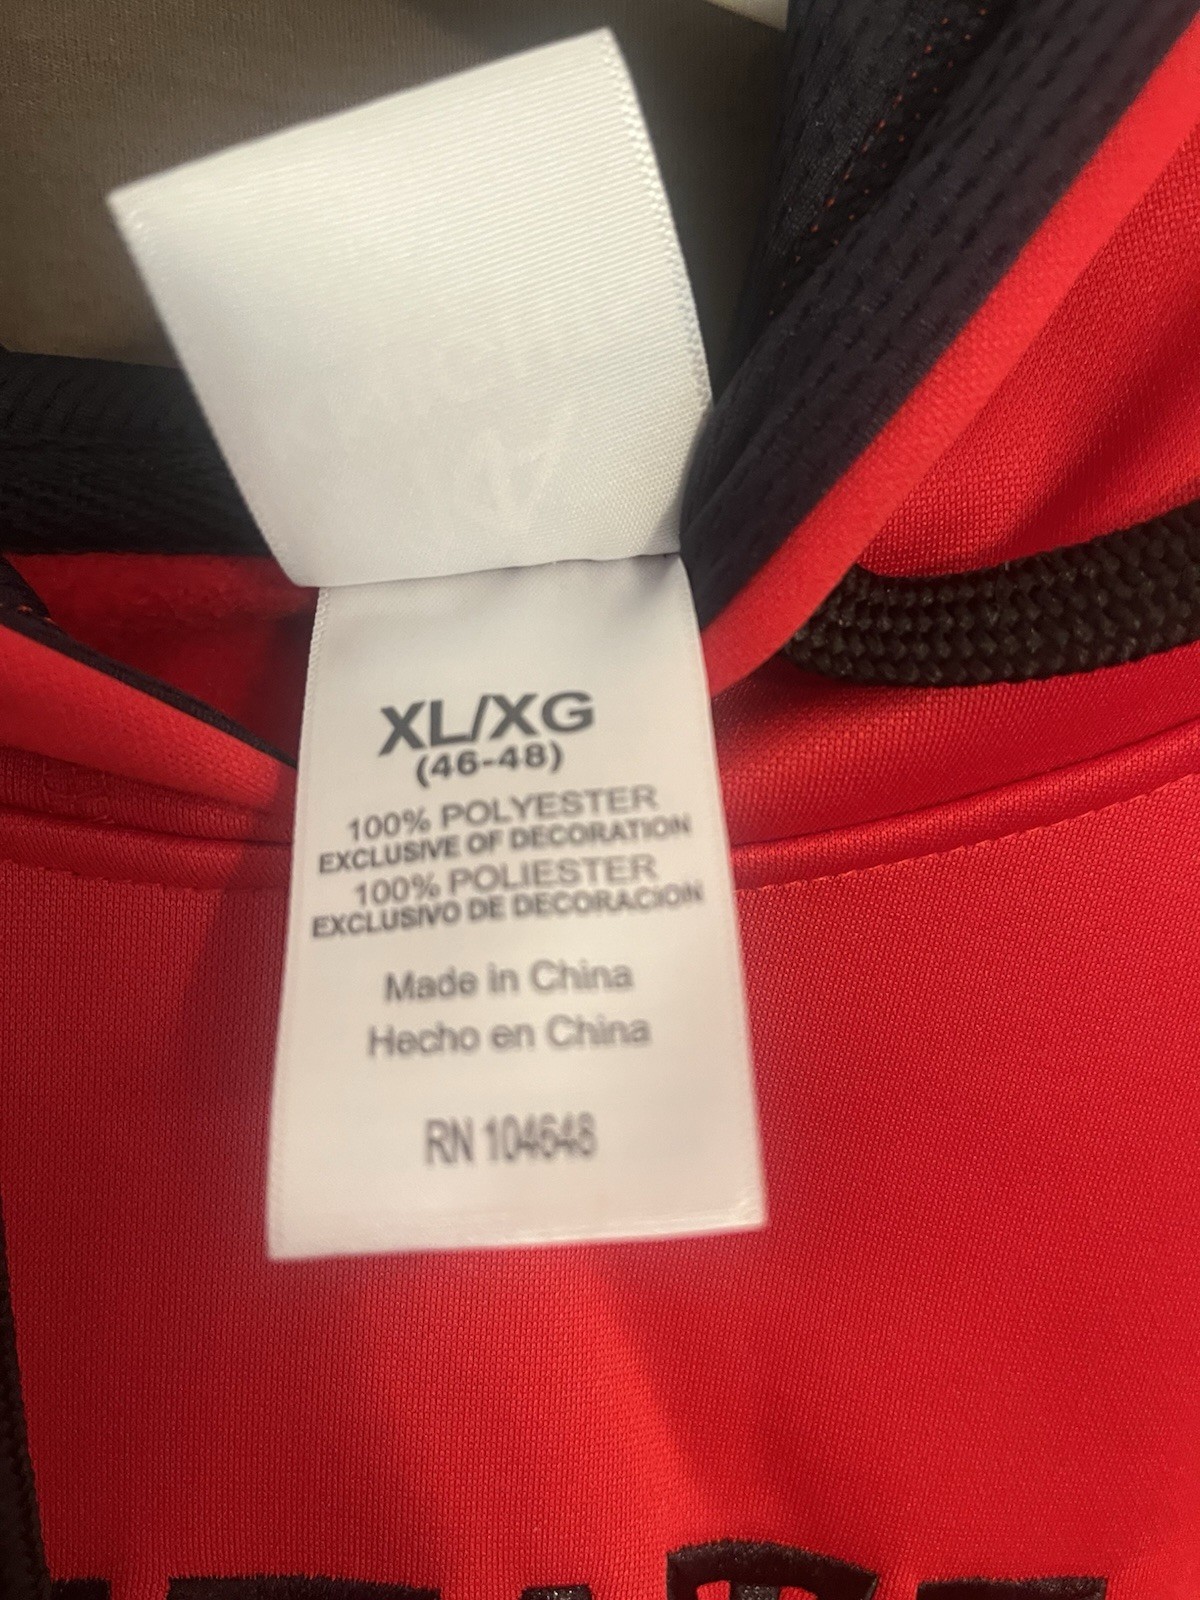 XL/XG
(46-48)
100% POLYESTER
EXCLUSIVE OF DECORATION
100% POLIESTER
EXCLUSIVO DE DECORACION
Made in China
Hecho en China
RN 104648